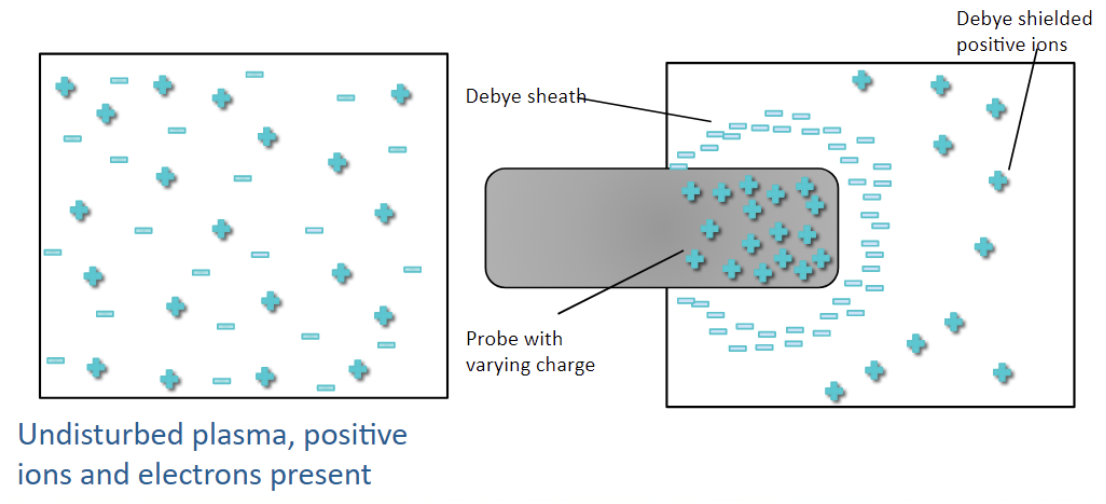 Debye shielded
positive ions
Debye sheath
Probe with
varying charge
Undisturbed plasma, positive
ions and electrons present